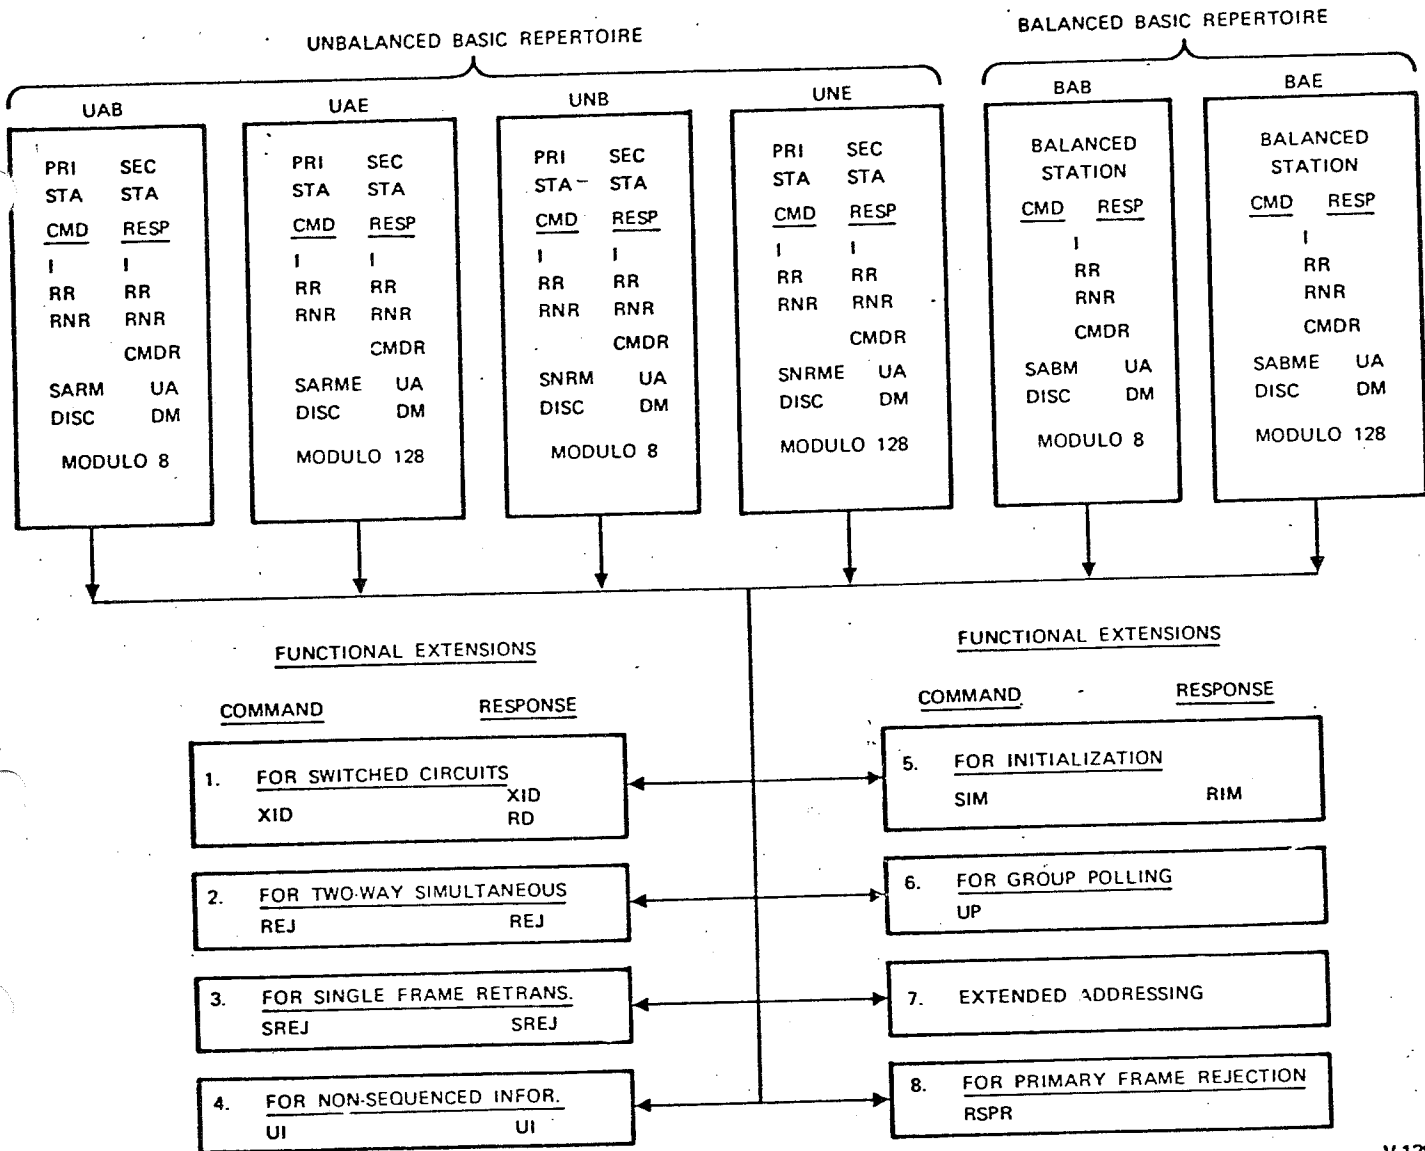 UNBALANCED BASIC REPERTOIRE
BALANCED BASIC REPERTOIRE
UAB
PRI SEC
STA STA
CMD RESP
I I
RR RR
RNR RNR
CMDR
SARM UA
DISC DM
MODULO 8
UAE
PRI SEC
STA STA
CMD RESP
I I
RR RR
RNR RNR
CMDR
SARME UA
DISC DM
MODULO 128
UNB
PRI SEC
STA STA
CMD RESP
I I
RR RR
RNR RNR
CMDR
SNRM UA
DISC DM
MODULO 8
UNE
PRI SEC
STA STA
CMD RESP
I I
RR RR
RNR RNR
CMDR
SNRME UA
DISC DM
MODULO 128
BAB
BALANCED
STATION
CMD RESP
I
RR
RNR
CMDR
SABM UA
DISC DM
MODULO 8
BAE
BALANCED
STATION
CMD RESP
I
RR
RNR
CMDR
SABME UA
DISC DM
MODULO 128
FUNCTIONAL EXTENSIONS
COMMAND RESPONSE
1. FOR SWITCHED CIRCUITS
XID XID
RD
2. FOR TWO-WAY SIMULTANEOUS
REJ REJ
3. FOR SINGLE FRAME RETRANS.
SREJ SREJ
4. FOR NON-SEQUENCED INFOR.
UI UI
FUNCTIONAL EXTENSIONS
COMMAND RESPONSE
5. FOR INITIALIZATION
SIM RIM
6. FOR GROUP POLLING
UP
7. EXTENDED ADDRESSING
8. FOR PRIMARY FRAME REJECTION
RSPR